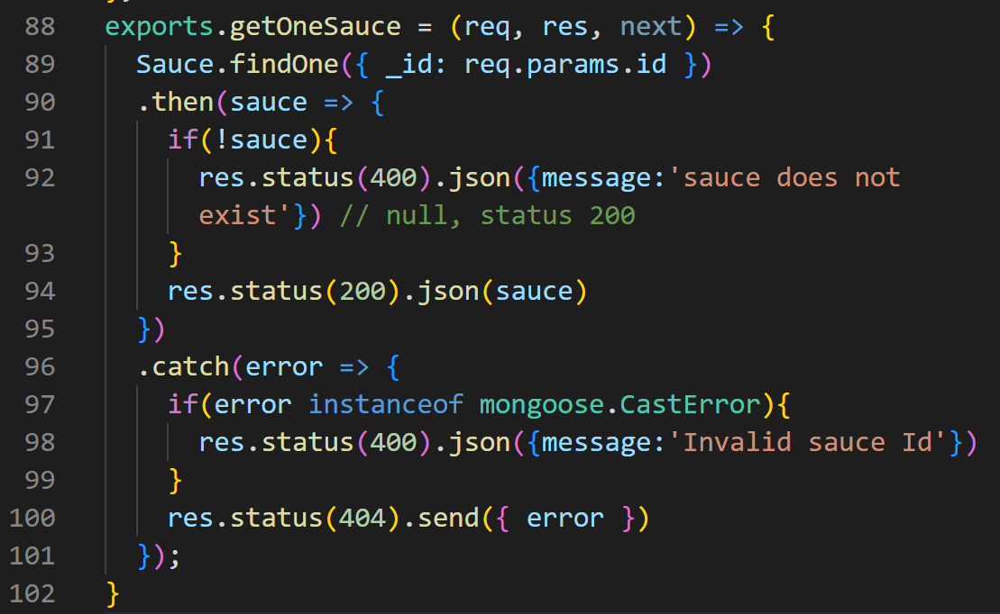 88 exports.getOneSauce = (req, res, next) => {
89 Sauce.findOne({ _id: req.params.id })
90 .then(sauce => {
91 if(!sauce){
92 res.status(400).json({message:'sauce does not
exist'}) // null, status 200
93 }
94 res.status(200).json(sauce)
95 })
96 .catch(error => {
97 if(error instanceof mongoose.CastError){
98 res.status(400).json({message:'Invalid sauce Id'})
99 }
100 res.status(404).send({ error })
101 });
102 }